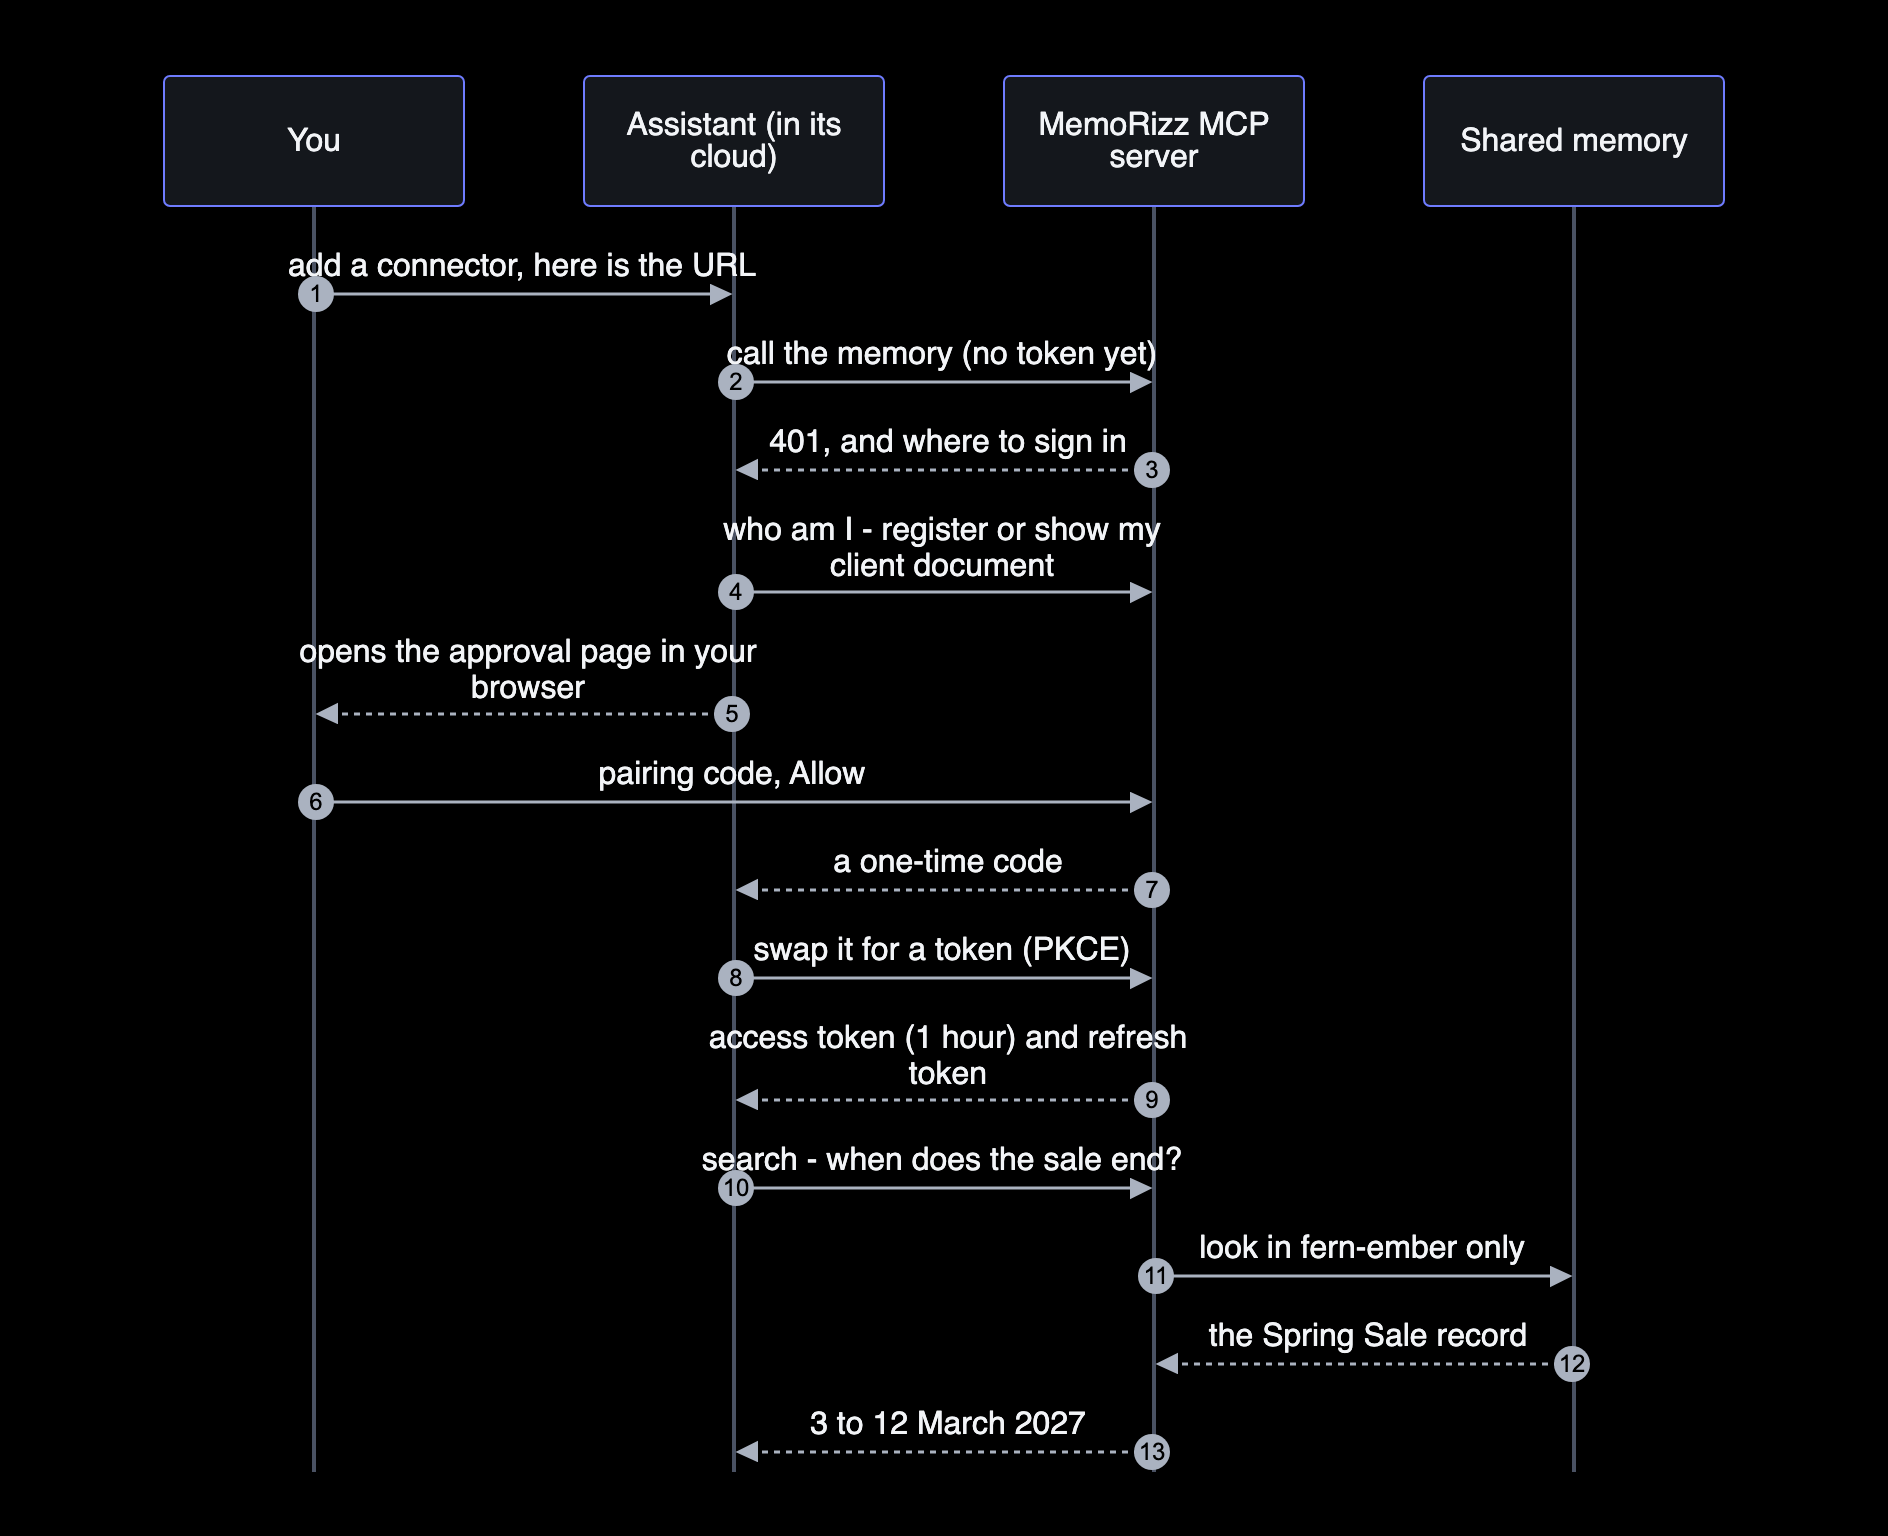 You
Assistant (in its
cloud)
MemoRizz MCP
server
Shared memory
add a connector, here is the URL
1
call the memory (no token yet)
2
401, and where to sign in
3
who am I - register or show my
client document
4
opens the approval page in your
browser
5
pairing code, Allow
6
a one-time code
7
swap it for a token (PKCE)
8
access token (1 hour) and refresh
token
9
search - when does the sale end?
10
look in fern-ember only
11
the Spring Sale record
12
3 to 12 March 2027
13